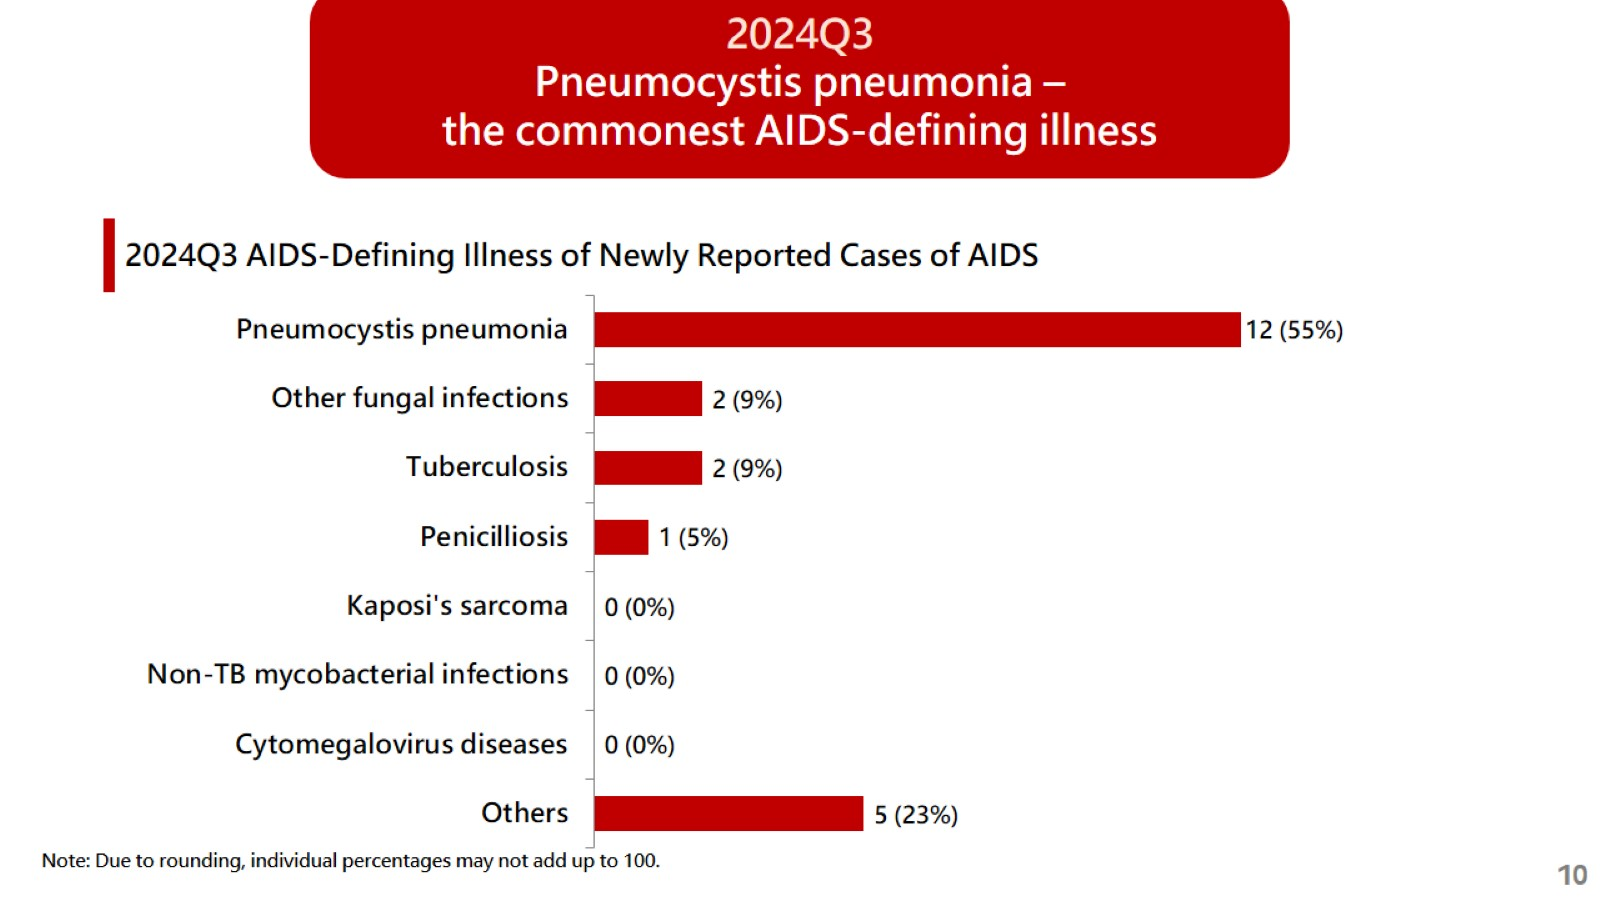 2024Q3
Pneumocystis pneumonia –
the commonest AIDS-defining illness
2024Q3 AIDS-Defining Illness of Newly Reported Cases of AIDS
Pneumocystis pneumonia 12 (55%)
Other fungal infections 2 (9%)
Tuberculosis 2 (9%)
Penicilliosis 1 (5%)
Kaposi's sarcoma 0 (0%)
Non-TB mycobacterial infections 0 (0%)
Cytomegalovirus diseases 0 (0%)
Others 5 (23%)
Note: Due to rounding, individual percentages may not add up to 100.
10